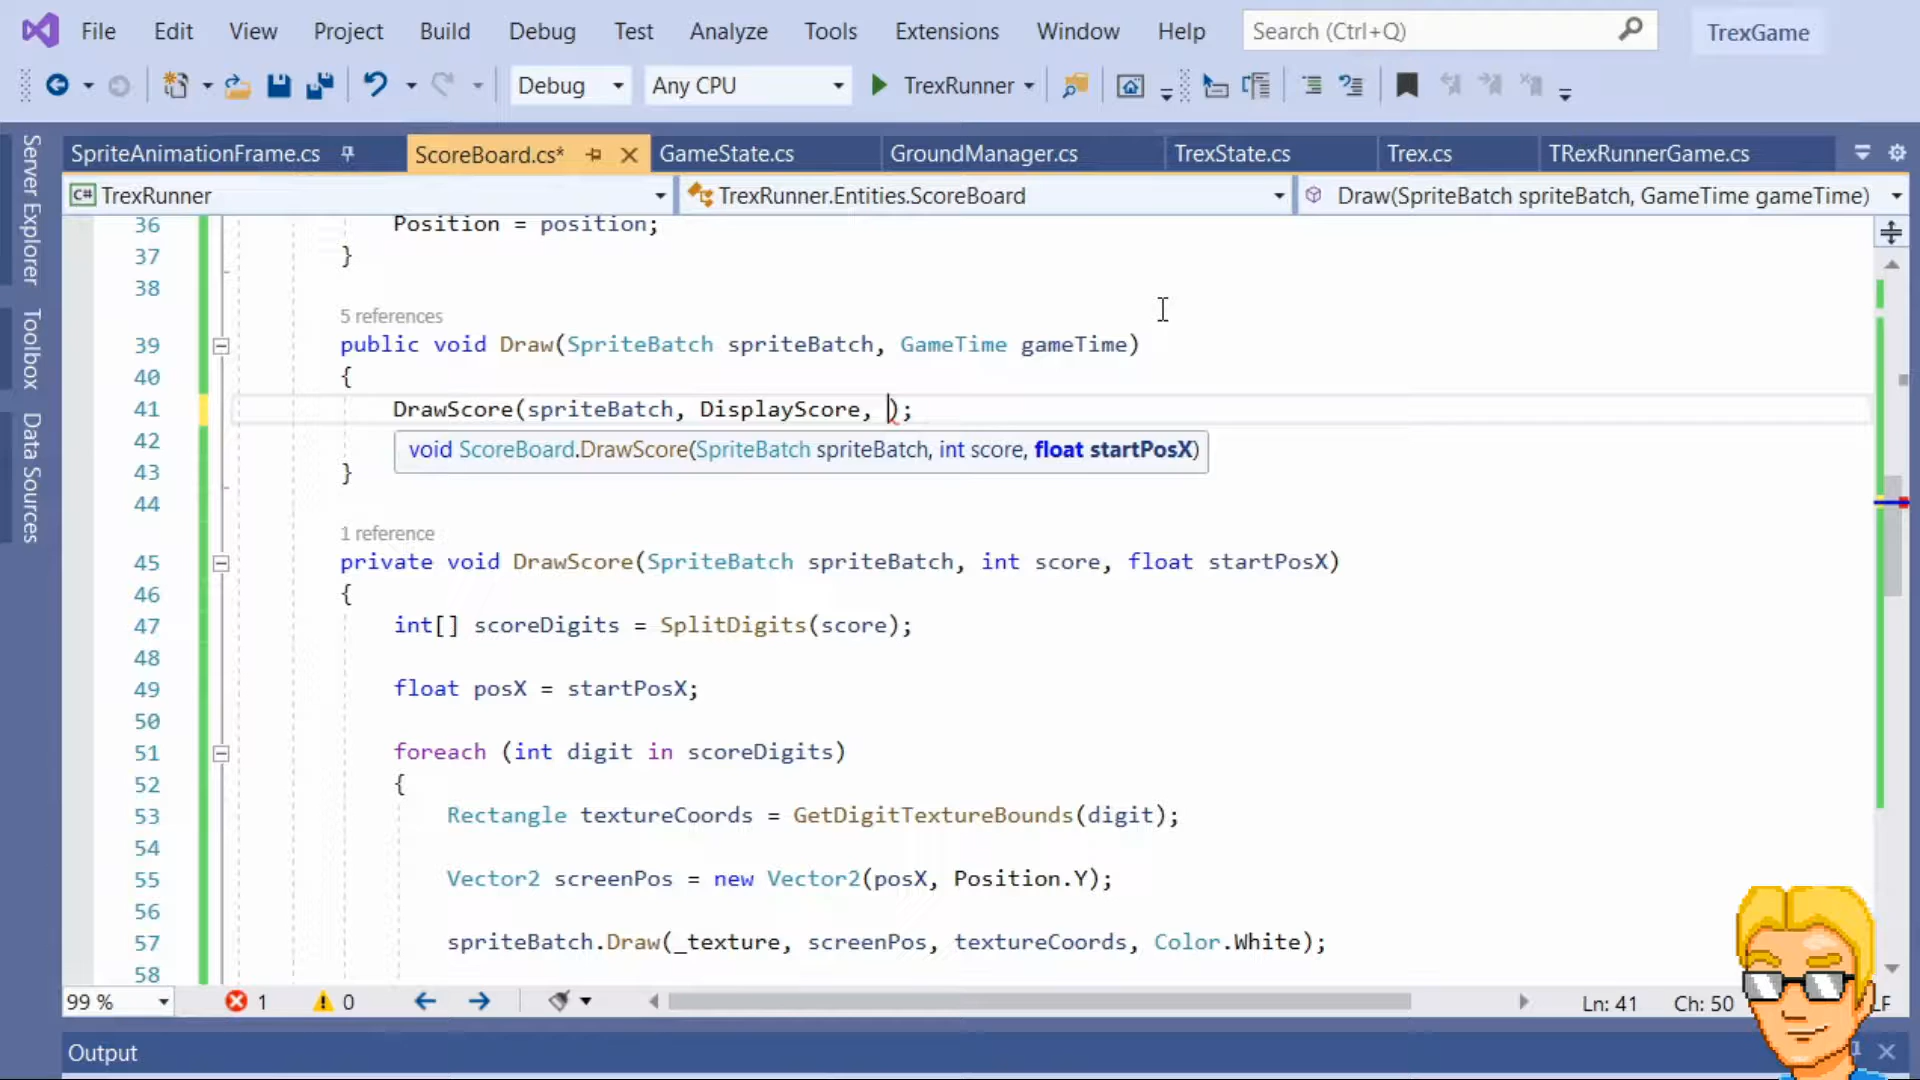 File Edit View Project Build Debug Test Analyze Tools Extensions Window Help Search (Ctrl+Q) TrexGame
Debug Any CPU TrexRunner
SpriteAnimationFrame.cs ScoreBoard.cs* GameState.cs GroundManager.cs TrexState.cs Trex.cs TRexRunnerGame.cs
C# TrexRunner TrexRunner.Entities.ScoreBoard Draw(SpriteBatch spriteBatch, GameTime gameTime)
Server Explorer
Toolbox
Data Sources
36 Position = position;
37 }
38
5 references
39 public void Draw(SpriteBatch spriteBatch, GameTime gameTime)
40 {
41 DrawScore(spriteBatch, DisplayScore, );
42 void ScoreBoard.DrawScore(SpriteBatch spriteBatch, int score, float startPosX)
43 }
44
1 reference
45 private void DrawScore(SpriteBatch spriteBatch, int score, float startPosX)
46 {
47 int[] scoreDigits = SplitDigits(score);
48
49 float posX = startPosX;
50
51 foreach (int digit in scoreDigits)
52 {
53 Rectangle textureCoords = GetDigitTextureBounds(digit);
54
55 Vector2 screenPos = new Vector2(posX, Position.Y);
56
57 spriteBatch.Draw(_texture, screenPos, textureCoords, Color.White);
58
99 % 1 0 Ln: 41 Ch: 50 LF
Output